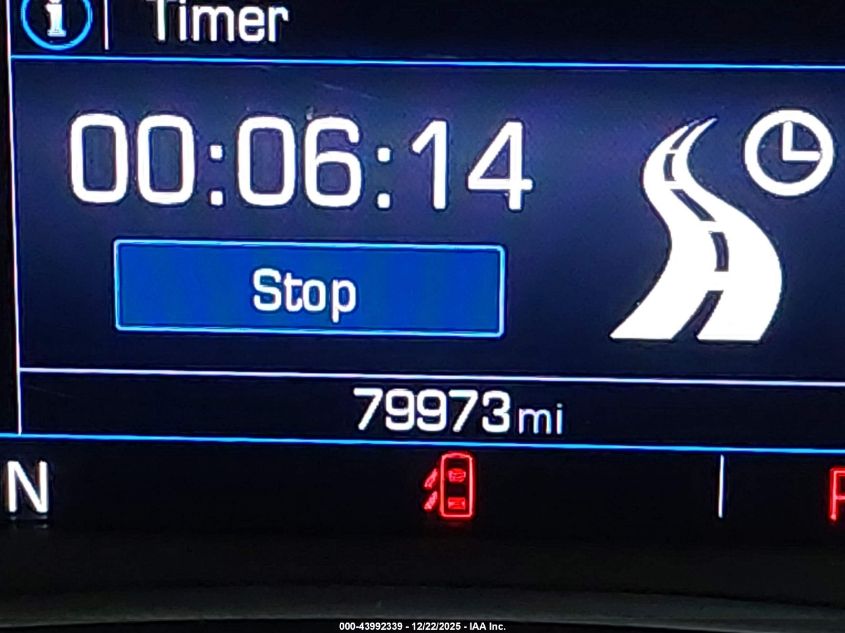 i Timer
00:06:14
Stop
79973mi
N
000-43992339 - 12/22/2025 - IAA Inc.